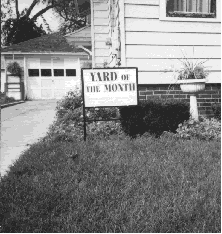 YARD OF
THE MONTH